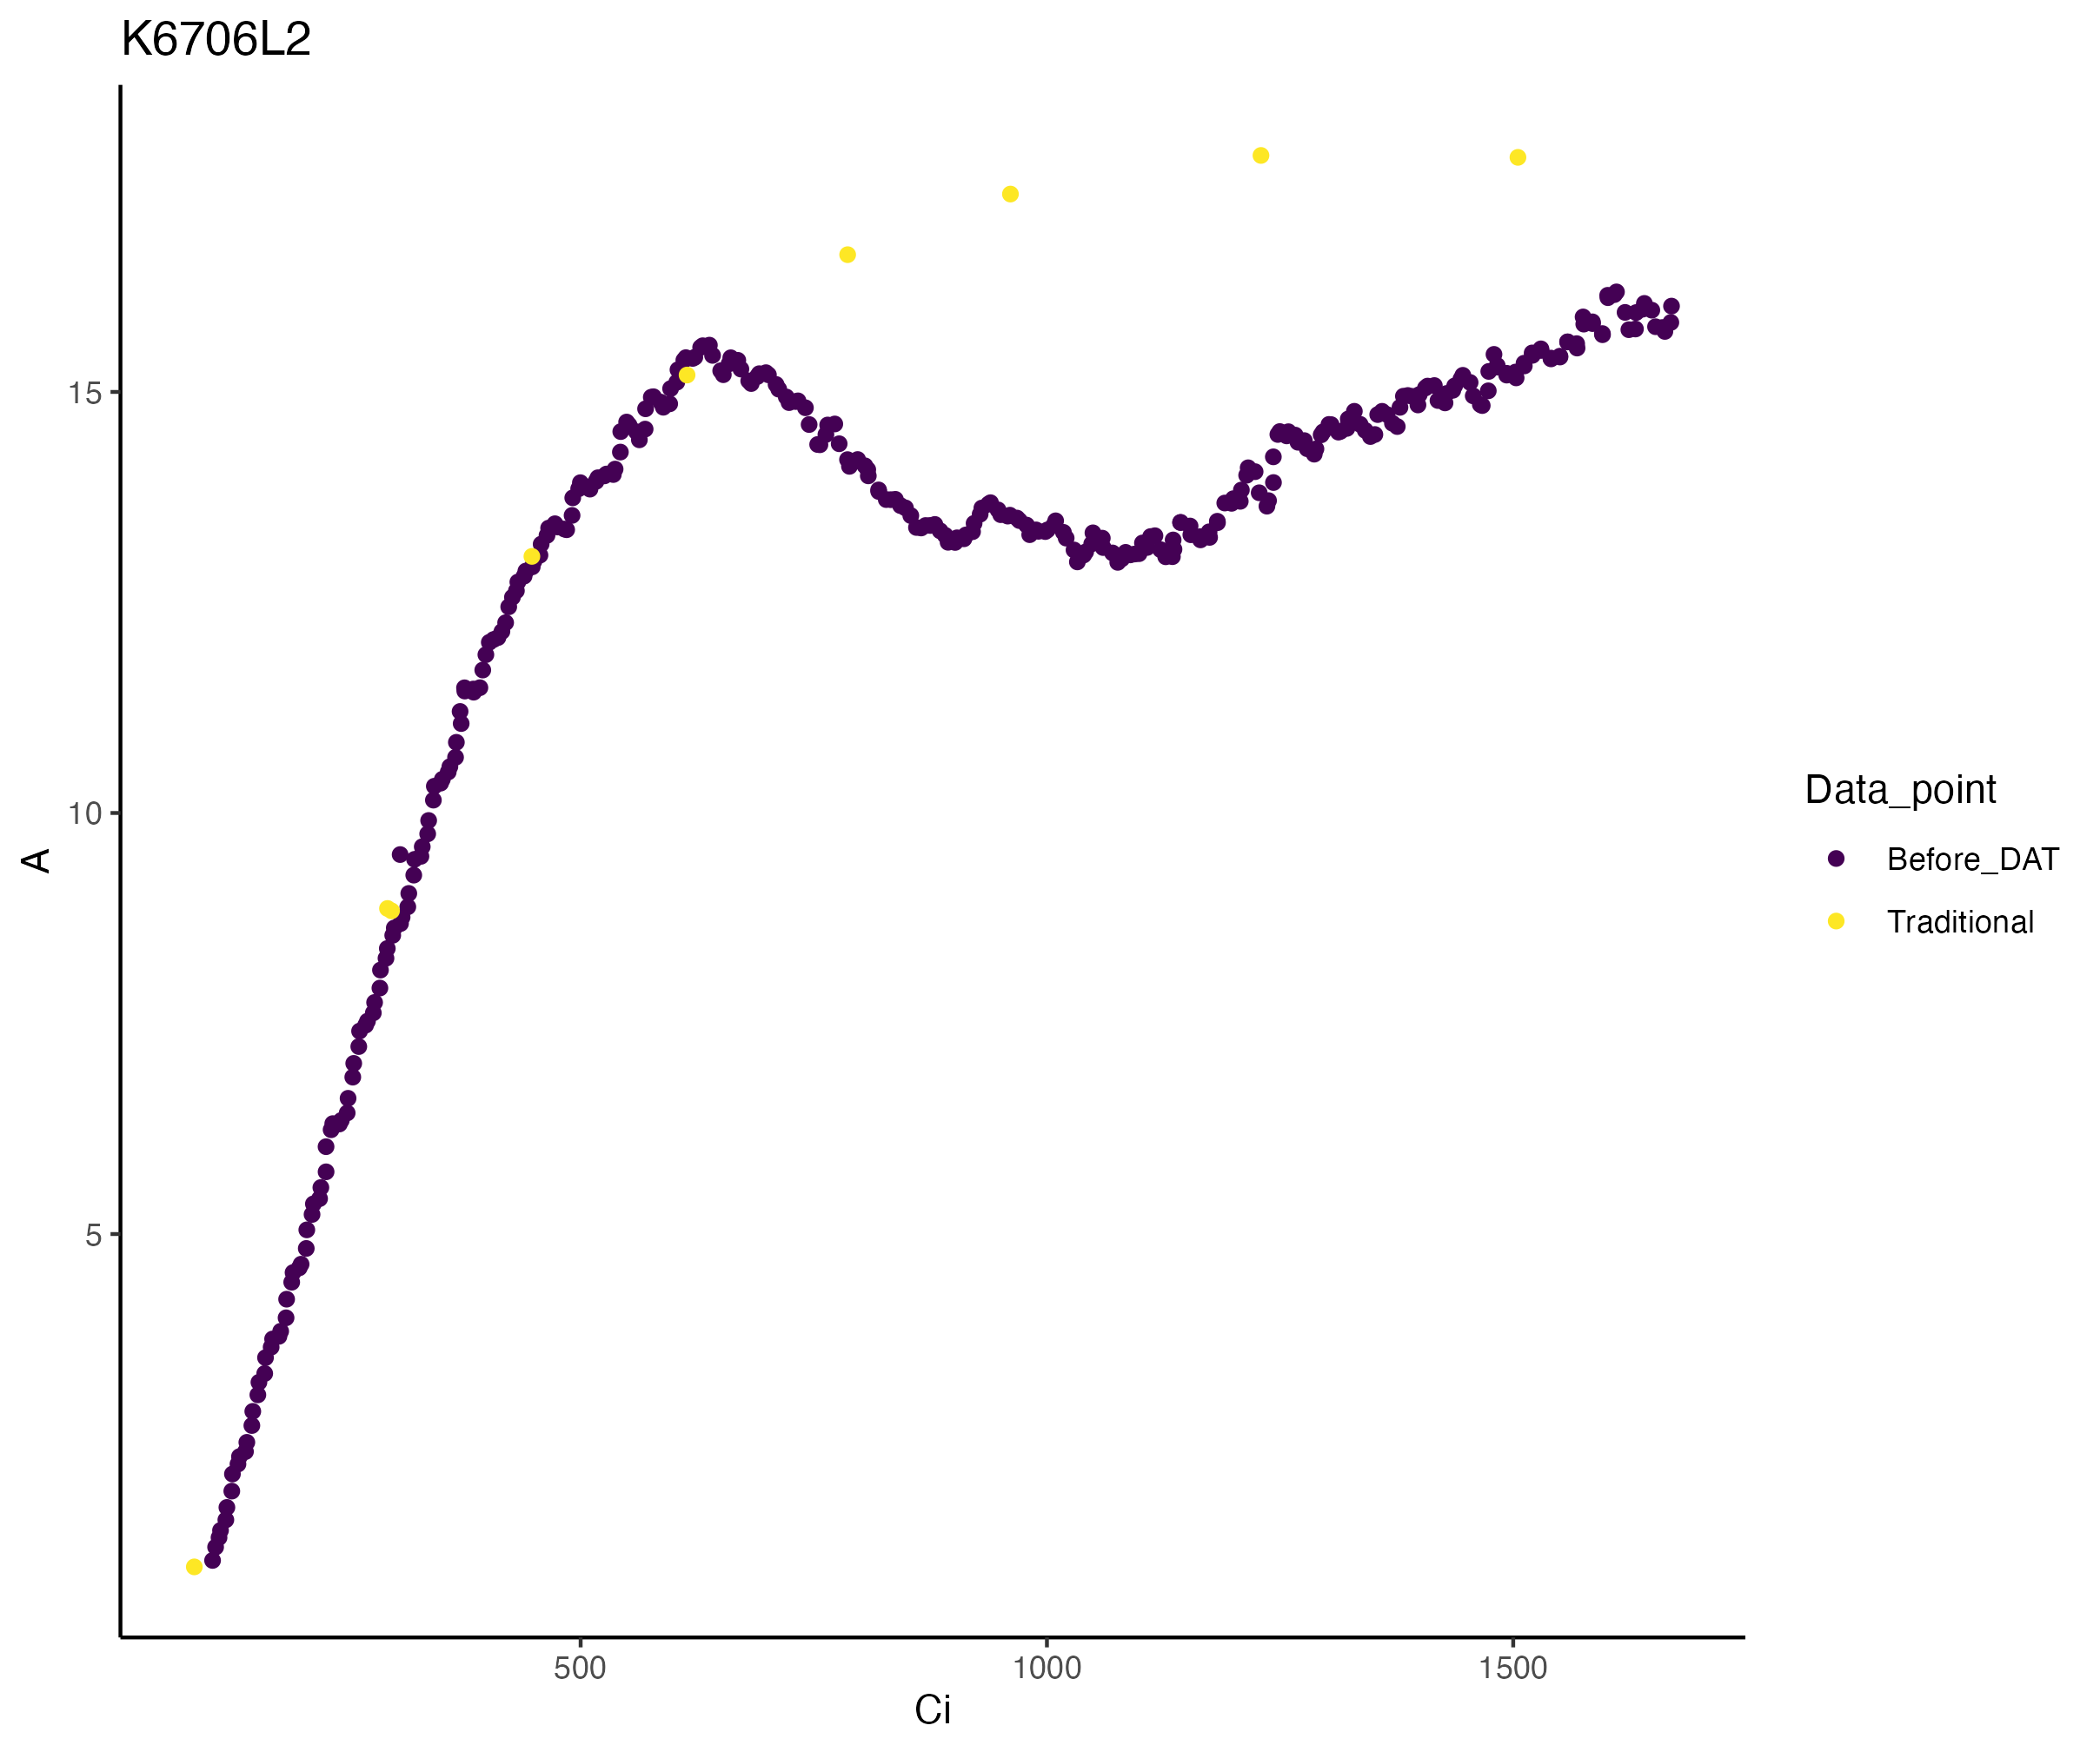 K6706L2
15
10
5
A
500
1000
1500
Ci
Data_point
Before_DAT
Traditional